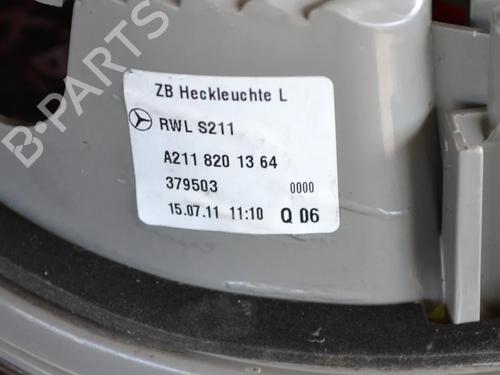 B-PARTS
ZB Heckleuchte L
RWL S211
A211 820 13 64
379503 0000
15.07.11 11:10 Q 06